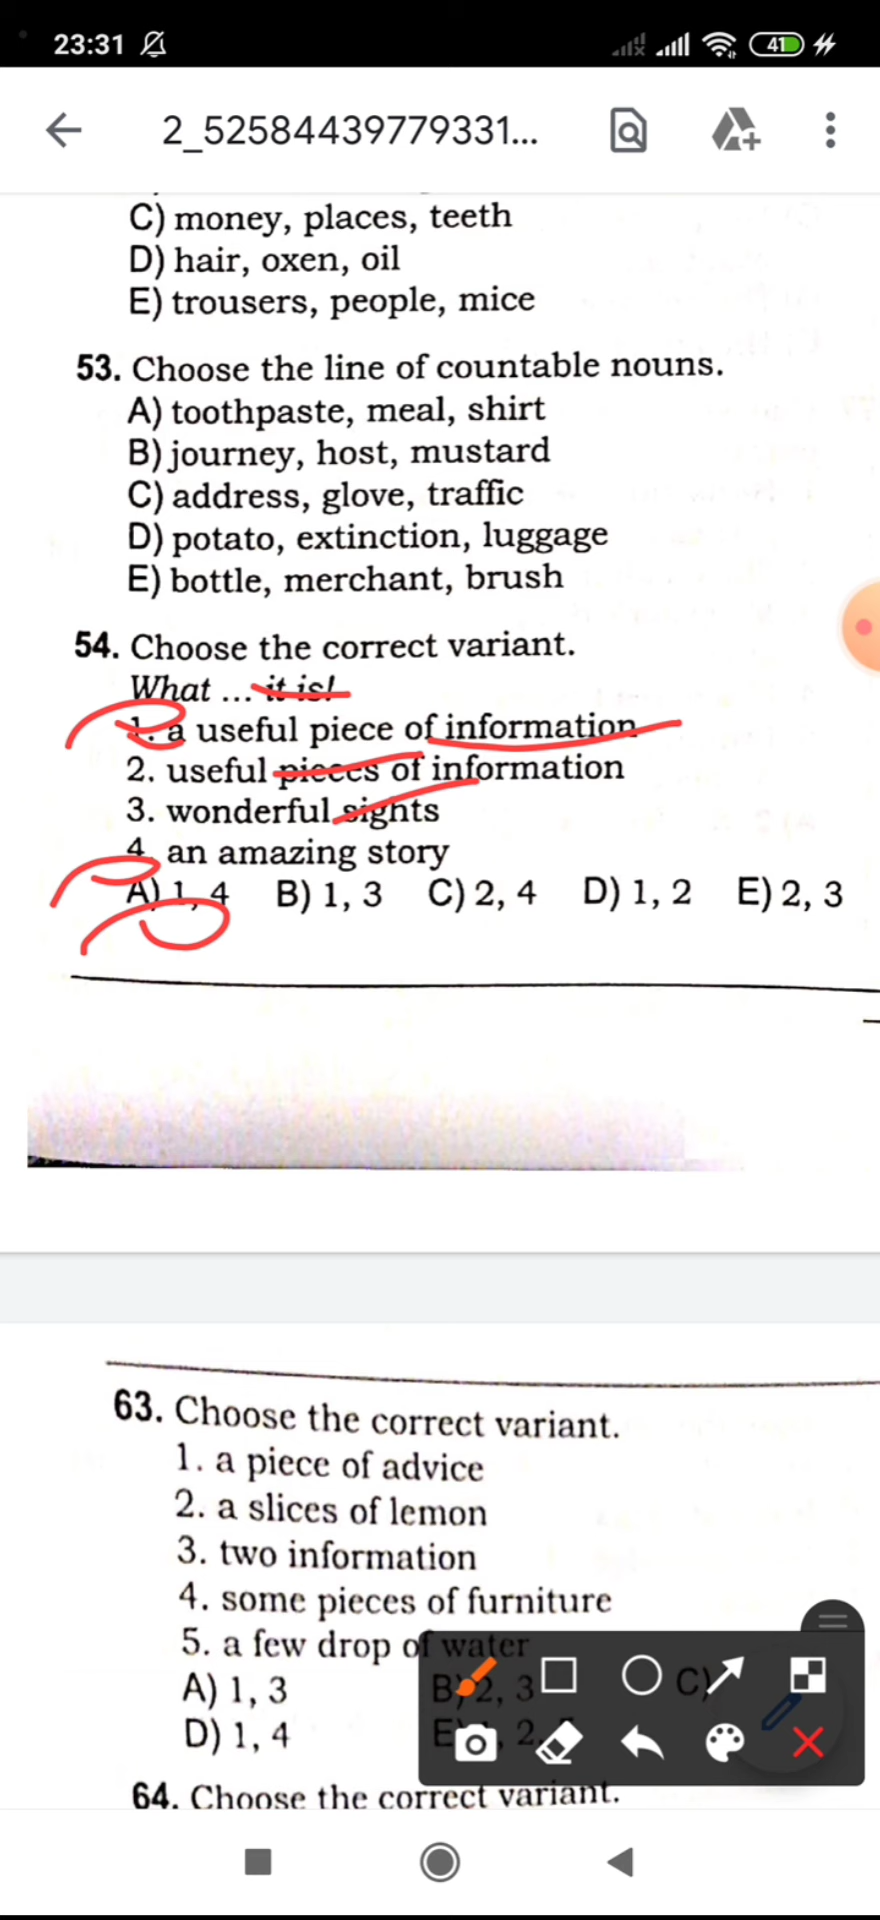 23:31
41
2_52584439779331...
C) money, places, teeth
D) hair, oxen, oil
E) trousers, people, mice
53. Choose the line of countable nouns.
A) toothpaste, meal, shirt
B) journey, host, mustard
C) address, glove, traffic
D) potato, extinction, luggage
E) bottle, merchant, brush
54. Choose the correct variant.
What ... it is!
1. a useful piece of information
2. useful pieces of information
3. wonderful sights
4. an amazing story
A) 1, 4 B) 1, 3 C) 2, 4 D) 1, 2 E) 2, 3
63. Choose the correct variant.
1. a piece of advice
2. a slices of lemon
3. two information
4. some pieces of furniture
5. a few drop of water
A) 1, 3 B) 2, 3 C)
D) 1, 4 E) 2,
64. Choose the correct variant.